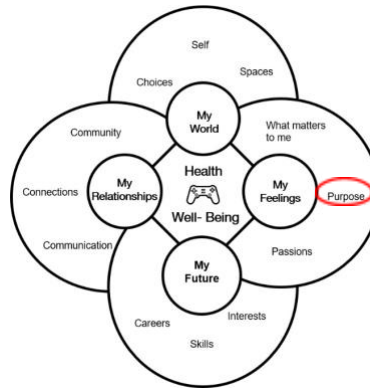 Self
Choices
Spaces
My
World
Community
What matters
to me
Health
My
Relationships
My
Feelings
Connections
Purpose
Well- Being
Communication
Passions
My
Future
Careers
Interests
Skills